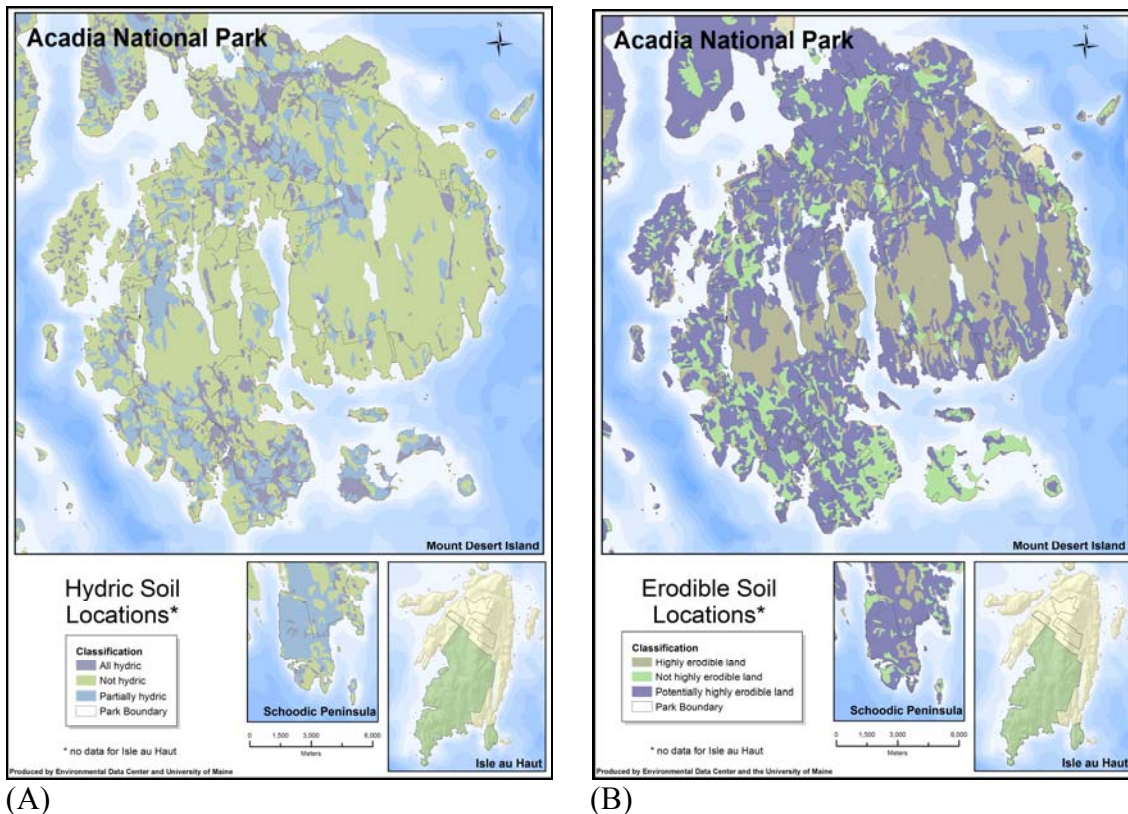 Acadia National Park
N
Mount Desert Island
Hydric Soil
Locations*
Classification
All hydric
Not hydric
Partially hydric
Park Boundary
* no data for Isle au Haut
Produced by Environmental Data Center and University of Maine
Schoodic Peninsula
0 1,500 3,000 6,000
Meters
Isle au Haut
(A)
Acadia National Park
N
Mount Desert Island
Erodible Soil
Locations*
Classification
Highly erodible land
Not highly erodible land
Potentially highly erodible land
Park Boundary
* no data for Isle au Haut
Produced by Environmental Data Center and the University of Maine
Schoodic Peninsula
0 1,500 3,000 6,000
Meters
Isle au Haut
(B)